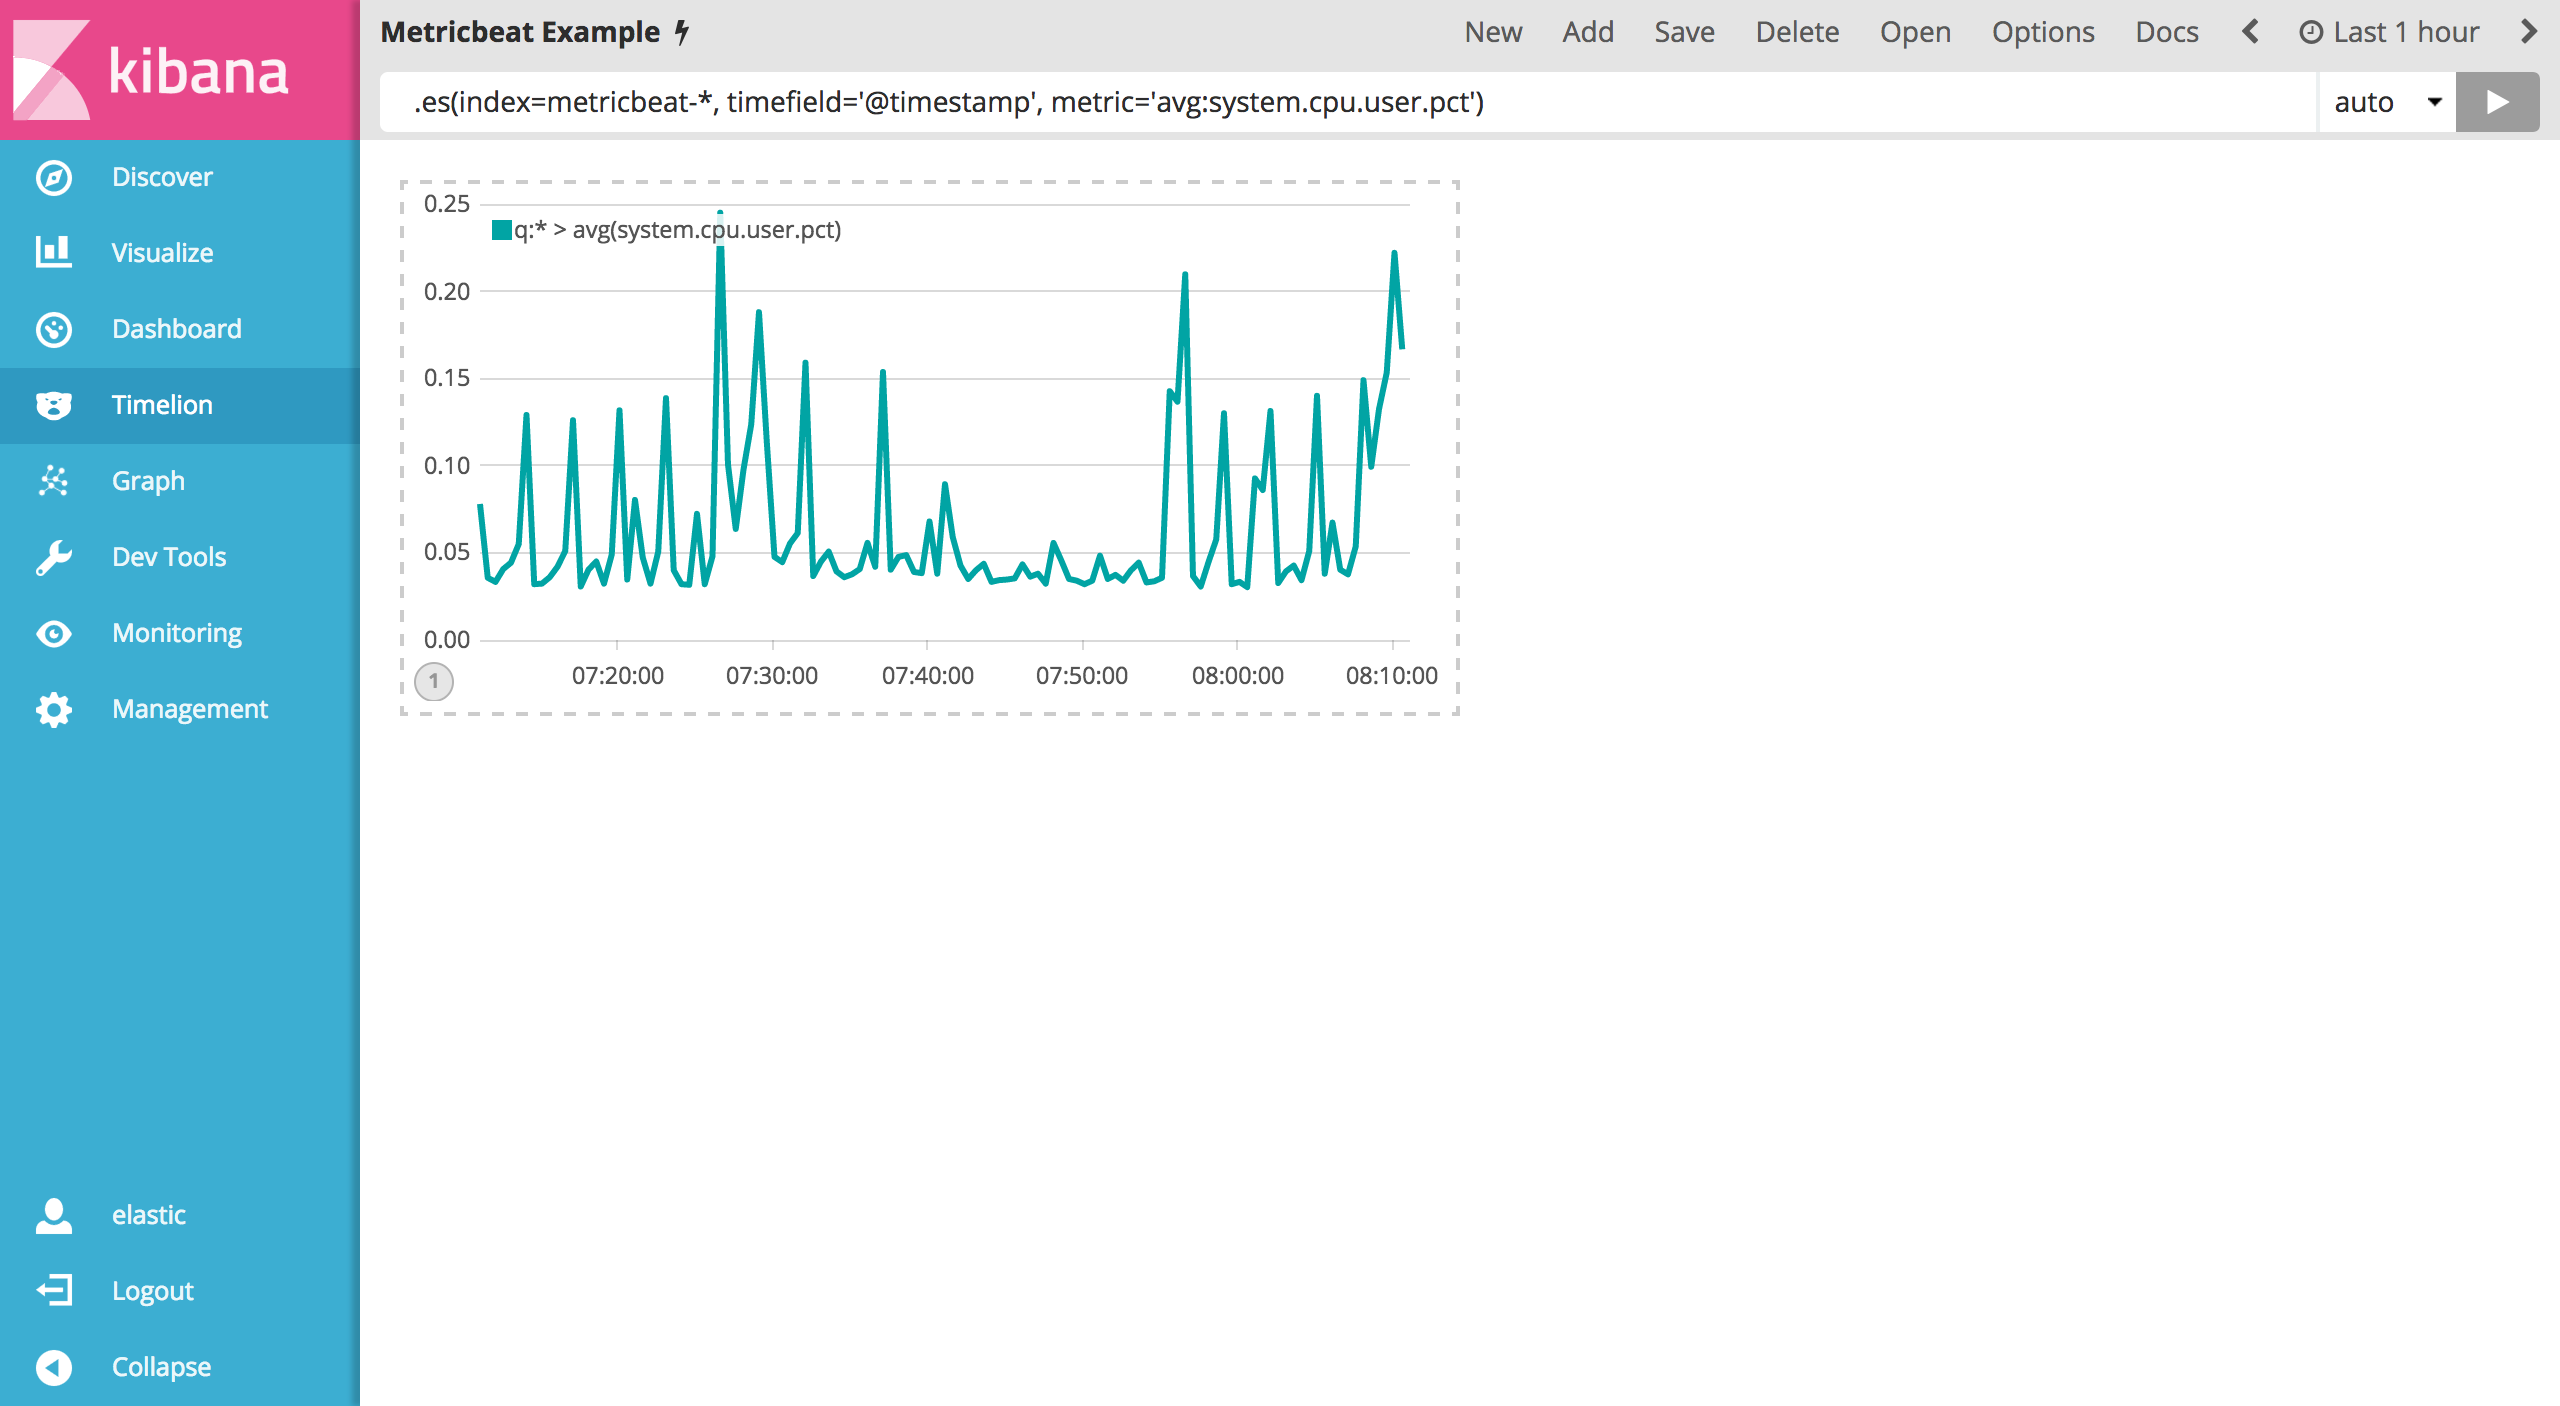 kibana
Discover
Visualize
Dashboard
Timelion
Graph
Dev Tools
Monitoring
Management
elastic
Logout
Collapse
Metricbeat Example
New Add Save Delete Open Options Docs Last 1 hour
.es(index=metricbeat-*, timefield='@timestamp', metric='avg:system.cpu.user.pct') auto
0.25
q:* > avg(system.cpu.user.pct)
0.20
0.15
0.10
0.05
0.00
07:20:00 07:30:00 07:40:00 07:50:00 08:00:00 08:10:00
1